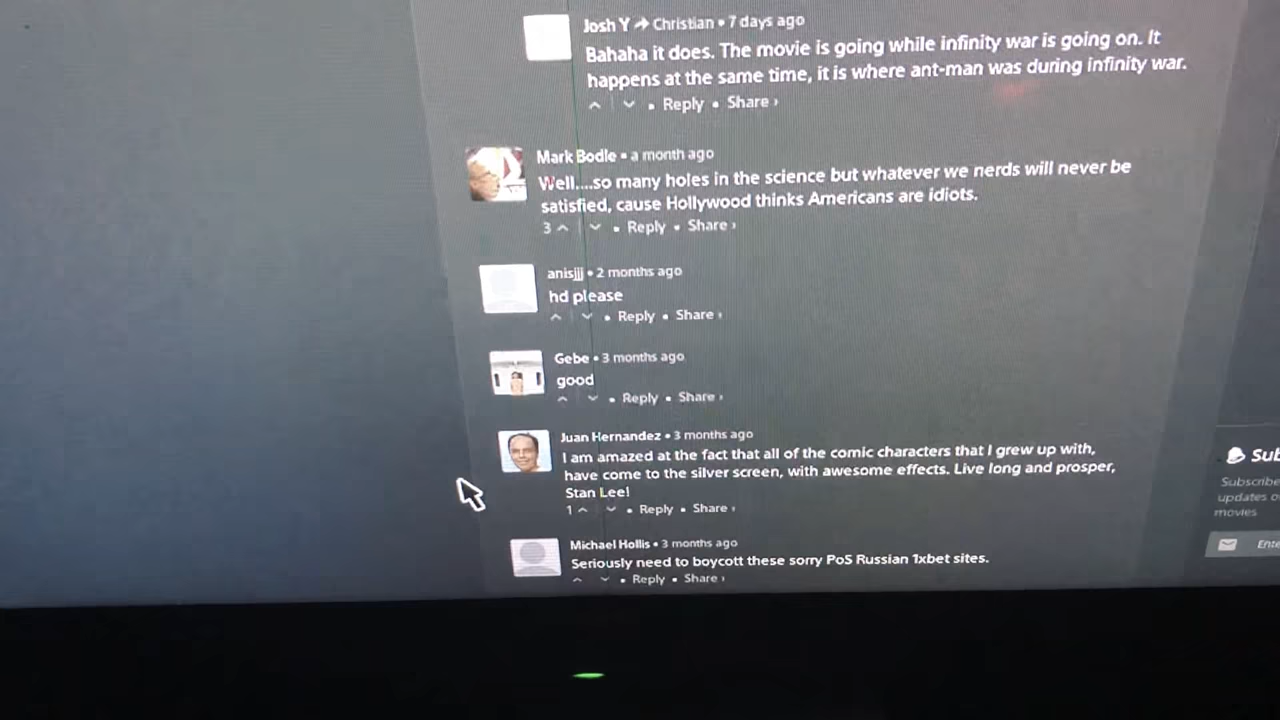 Josh Y → Christian • 7 days ago
Bahaha it does. The movie is going while infinity war is going on. It
happens at the same time, it is where ant-man was during infinity war.
Reply • Share ›
Mark Bodle • a month ago
Well....so many holes in the science but whatever we nerds will never be
satisfied, cause Hollywood thinks Americans are idiots.
3 • Reply • Share ›
anisjjj • 2 months ago
hd please
Reply • Share ›
Gebe • 3 months ago
good
Reply • Share ›
Juan Hernandez • 3 months ago
I am amazed at the fact that all of the comic characters that I grew up with,
have come to the silver screen, with awesome effects. Live long and prosper,
Stan Lee!
1 • Reply • Share ›
Michael Hollis • 3 months ago
Seriously need to boycott these sorry PoS Russian 1xbet sites.
Reply • Share ›
Sub
Subscribe
updates o
movies
Ente